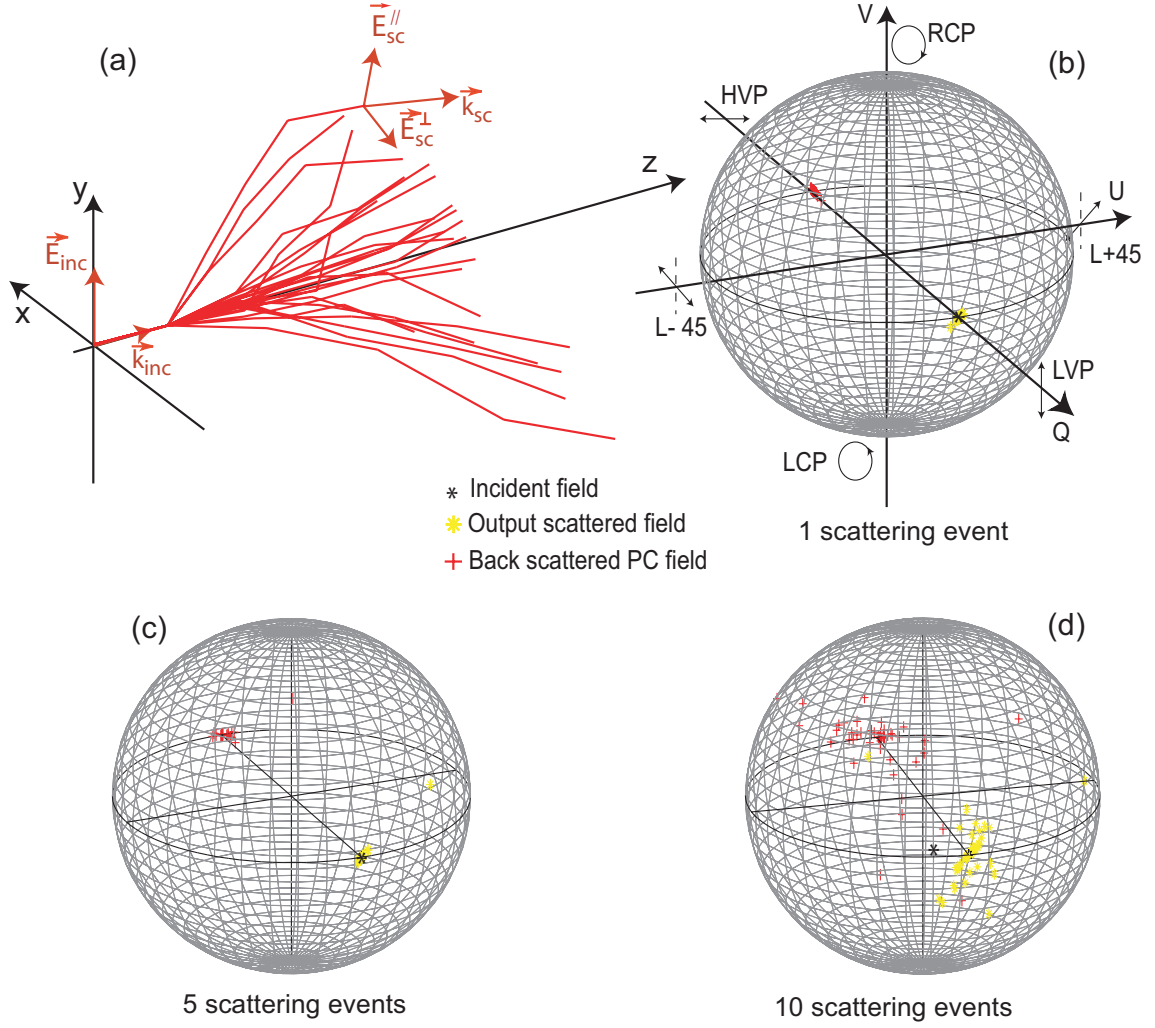 (a)
E_sc^//
k_sc
E_sc^⊥
y
z
E_inc
x
k_inc
V
RCP
(b)
HVP
U
L+45
L- 45
LVP
Q
LCP
* Incident field
* Output scattered field
+ Back scattered PC field
1 scattering event
(c)
5 scattering events
(d)
10 scattering events